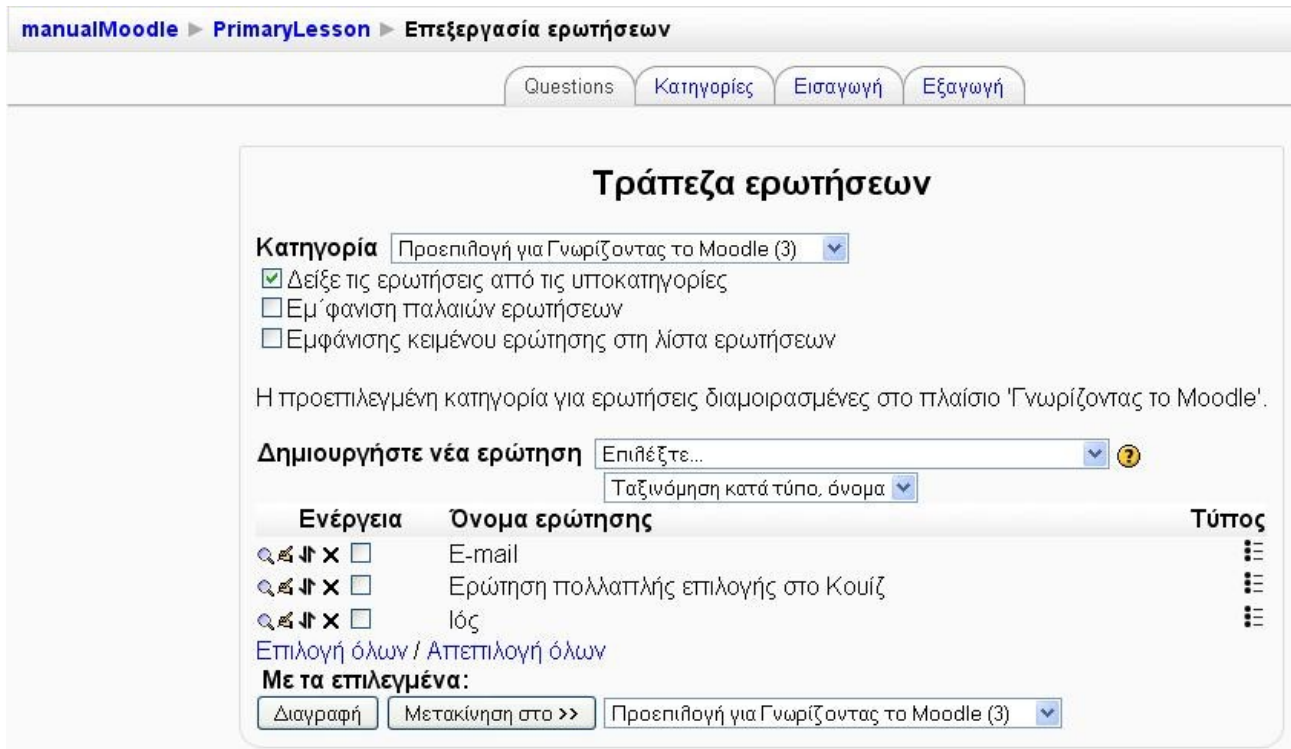 manualMoodle ► PrimaryLesson ► Επεξεργασία ερωτήσεων
Questions Κατηγορίες Εισαγωγή Εξαγωγή
Τράπεζα ερωτήσεων
Κατηγορία Προεπιλογή για Γνωρίζοντας το Moodle (3)
Δείξε τις ερωτήσεις από τις υποκατηγορίες
Εμ΄φανιση παλαιών ερωτήσεων
Εμφάνισης κειμένου ερώτησης στη λίστα ερωτήσεων
Η προεπιλεγμένη κατηγορία για ερωτήσεις διαμοιρασμένες στο πλαίσιο 'Γνωρίζοντας το Moodle'.
Δημιουργήστε νέα ερώτηση Επιλέξτε... ?
Ταξινόμηση κατά τύπο, όνομα
Ενέργεια Όνομα ερώτησης Τύπος
E-mail
Ερώτηση πολλαπλής επιλογής στο Κουίζ
Ιός
Επιλογή όλων / Απεπιλογή όλων
Με τα επιλεγμένα:
Διαγραφή Μετακίνηση στο >> Προεπιλογή για Γνωρίζοντας το Moodle (3)